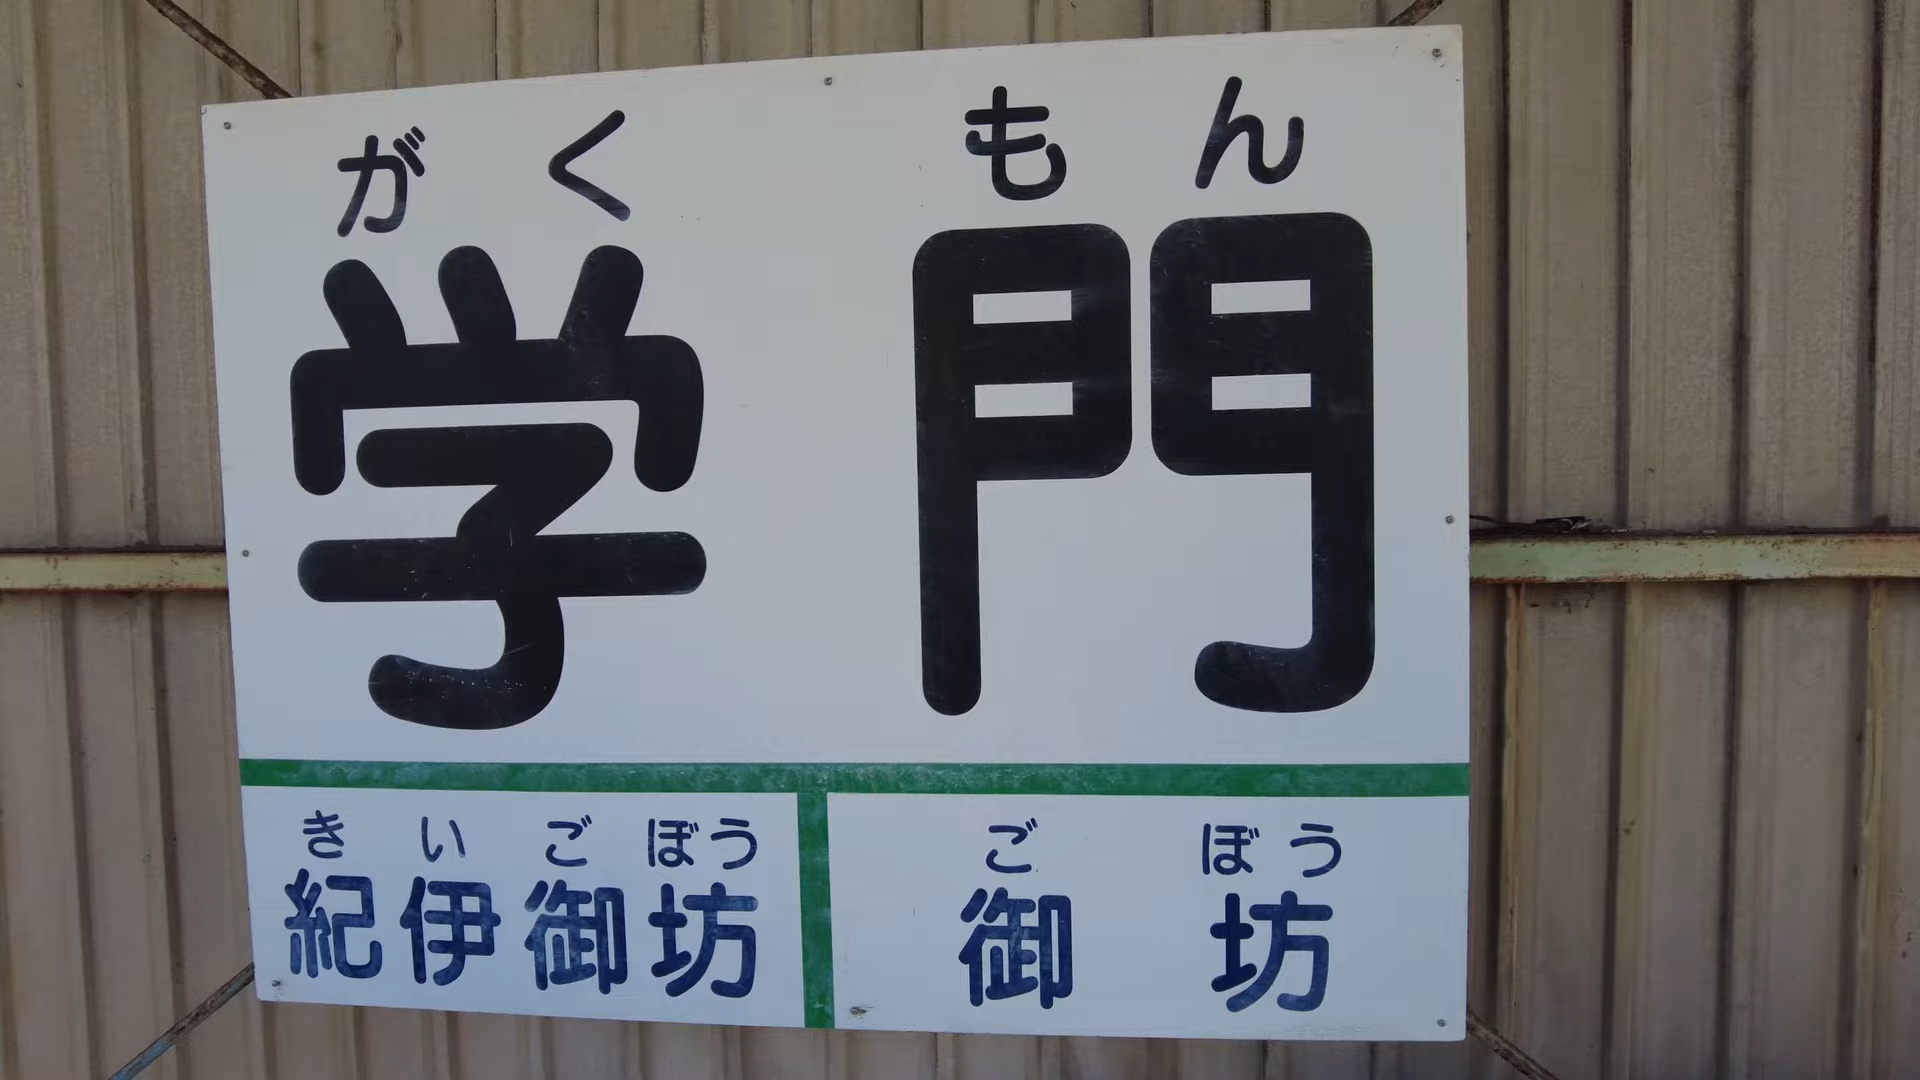 がくもん
学門
きいごぼう
紀伊御坊
ごぼう
御坊